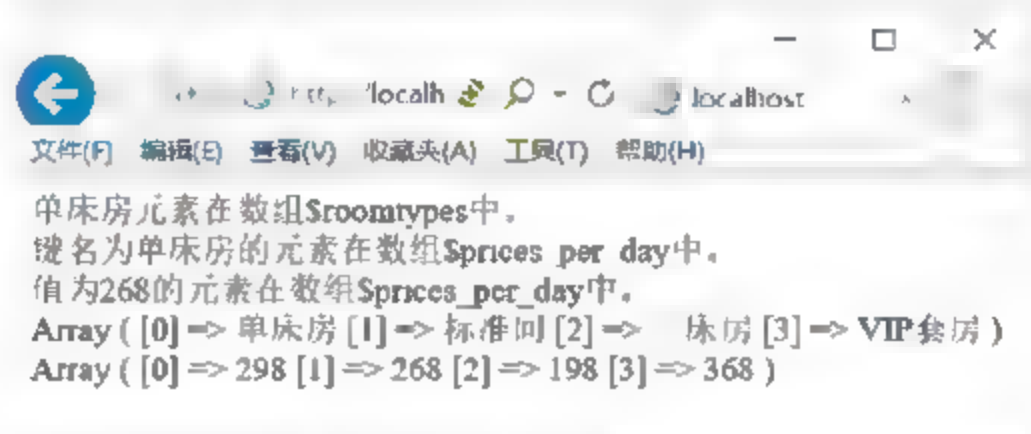 'localh localhost
文件(F) 编辑(E) 查看(V) 收藏夹(A) 工具(T) 帮助(H)
单床房元素在数组$roomtypes中。
键名为单床房的元素在数组$prices_per_day中。
值为268的元素在数组$prices_per_day中。
Array ( [0] => 单床房 [1] => 标准间 [2] => 床房 [3] => VIP套房 )
Array ( [0] => 298 [1] => 268 [2] => 198 [3] => 368 )